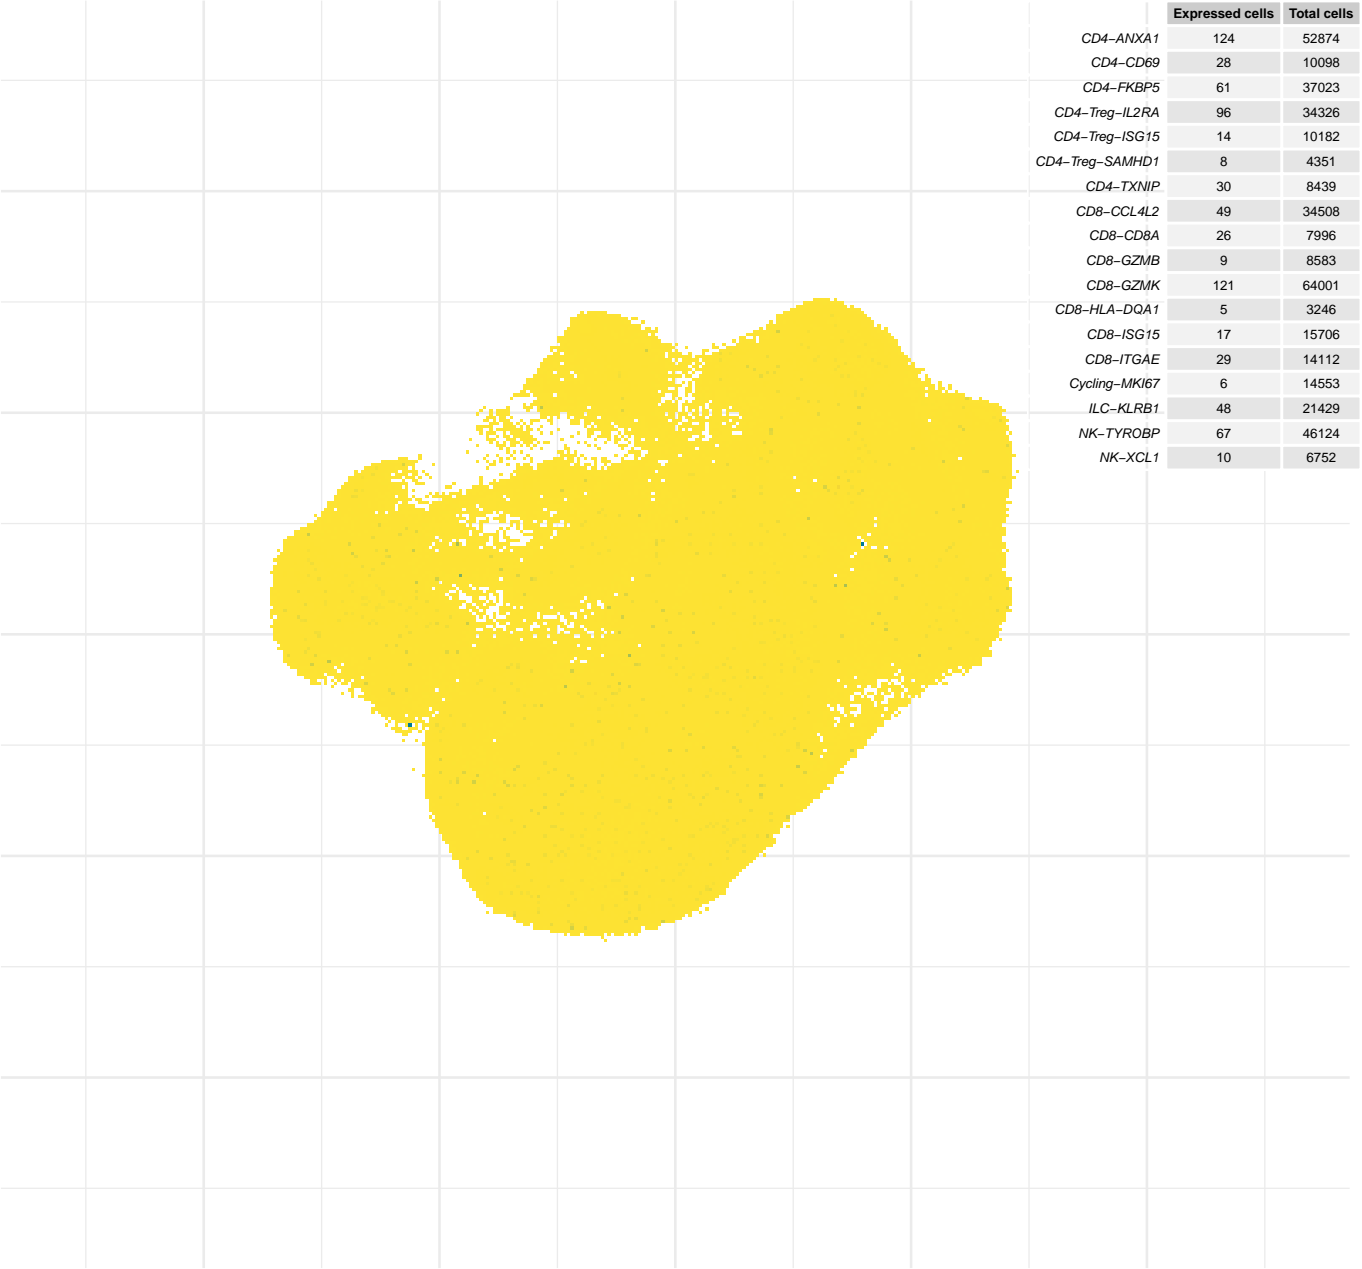 Expressed cells Total cells
CD4−ANXA1 124 52874
CD4−CD69 28 10098
CD4−FKBP5 61 37023
CD4−Treg−IL2RA 96 34326
CD4−Treg−ISG15 14 10182
CD4−Treg−SAMHD1 8 4351
CD4−TXNIP 30 8439
CD8−CCL4L2 49 34508
CD8−CD8A 26 7996
CD8−GZMB 9 8583
CD8−GZMK 121 64001
CD8−HLA−DQA1 5 3246
CD8−ISG15 17 15706
CD8−ITGAE 29 14112
Cycling−MKI67 6 14553
ILC−KLRB1 48 21429
NK−TYROBP 67 46124
NK−XCL1 10 6752